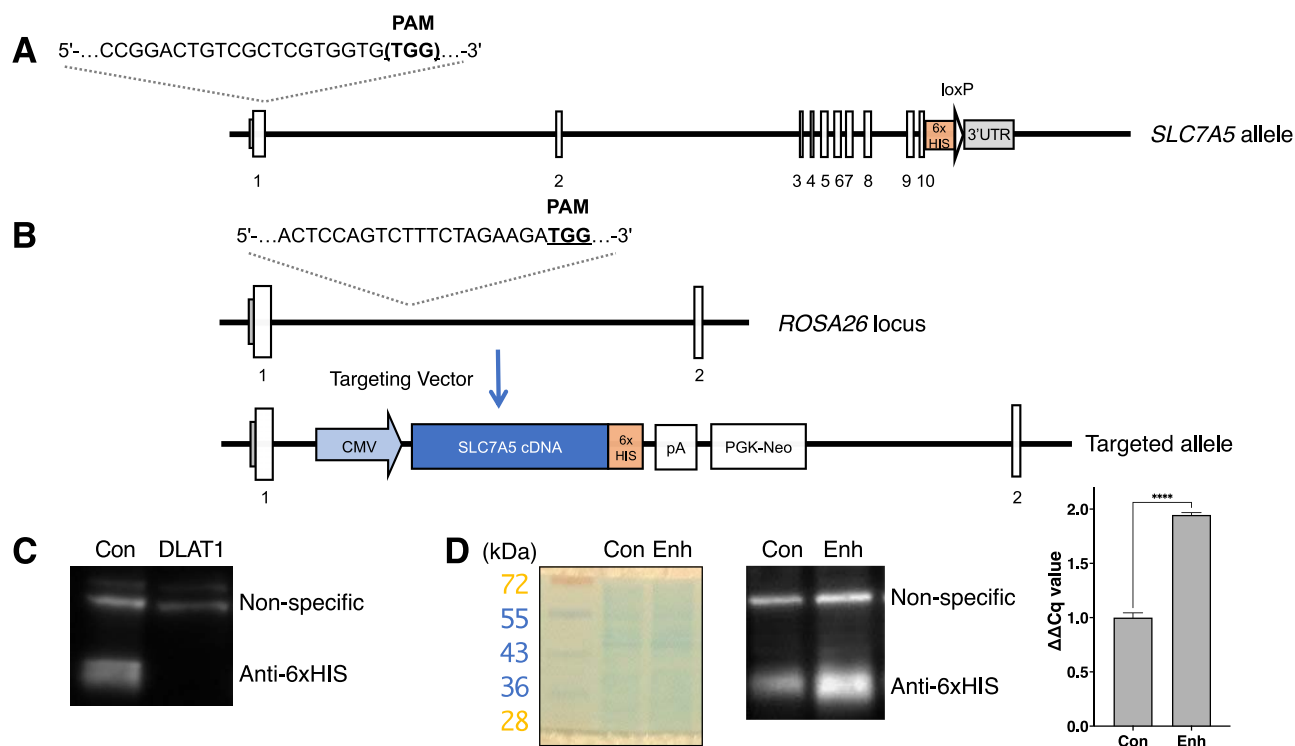 A
PAM
5'-...CCGGACTGTCGCTCGTGGTG(TGG)...-3'
loxP
6x
HIS
3'UTR
SLC7A5 allele
1 2 3 4 5 67 8 9 10
B
PAM
5'-...ACTCCAGTCTTTCTAGAAGATGG...-3'
ROSA26 locus
1 2
Targeting Vector
CMV
SLC7A5 cDNA
6x
HIS
pA
PGK-Neo
Targeted allele
1 2
C
Con DLAT1
Non-specific
Anti-6xHIS
D
(kDa)
Con Enh
72
55
43
36
28
Con Enh
Non-specific
Anti-6xHIS
ΔΔCq value
2.0
1.5
1.0
0.5
0.0
****
Con Enh